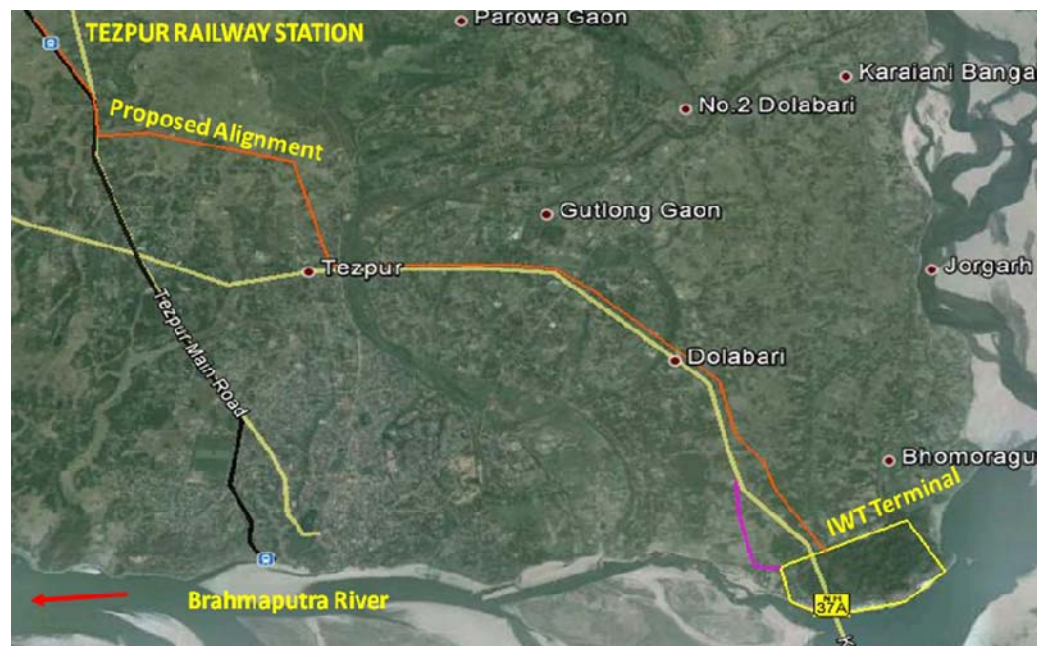 Parowa Gaon
TEZPUR RAILWAY STATION
Karaiani Banga
Proposed Alignment
No.2 Dolabari
Gutlong Gaon
Tezpur
Jorgarh
Tezpur Main Road
Dolabari
Bhomoragu
IWT Terminal
Brahmaputra River
NH
37A